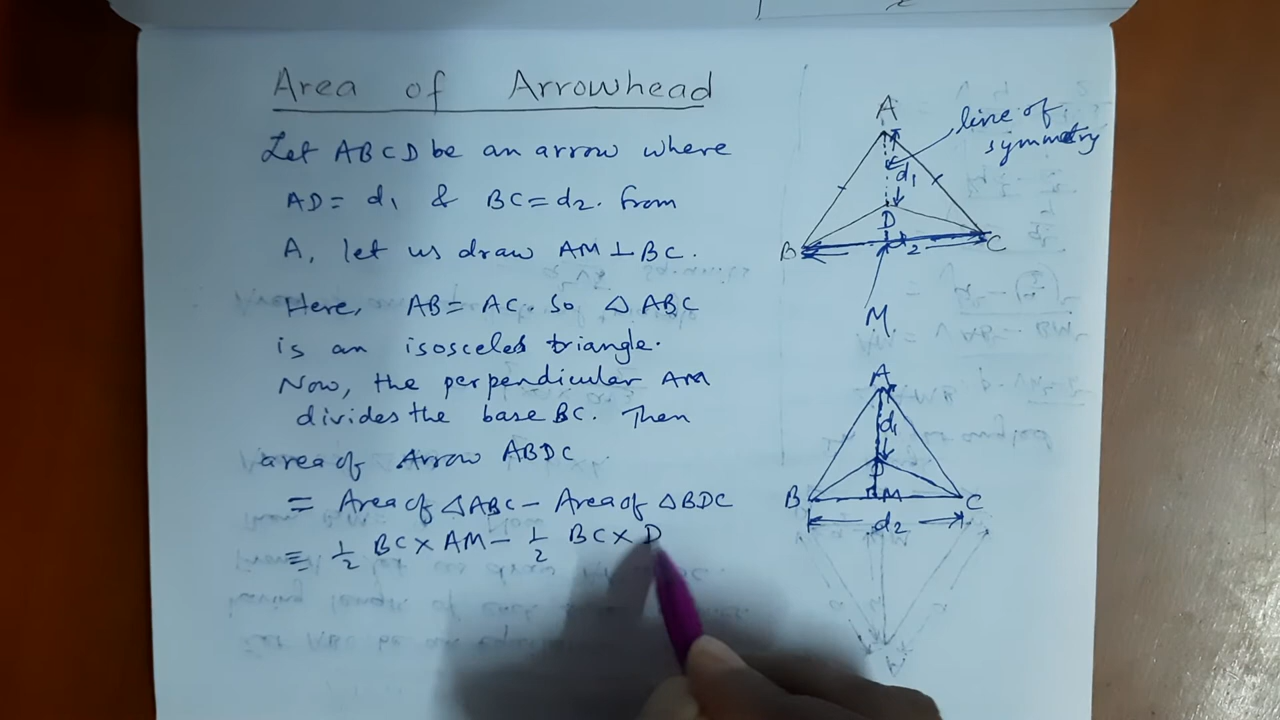 Area of Arrowhead
Let ABCD be an arrow where
AD = d1 & BC = d2. From
A, let us draw AM ⊥ BC.
Here, AB = AC. So △ ABC
is an isosceles triangle.
Now, the perpendicular AM
divides the base BC. Then
area of Arrow ABDC
= Area of △ABC - Area of △BDC
= 1/2 BC × AM - 1/2 BC × D
A
line of
symmetry
d1
D
B
d2
C
M
A
d1
D
B
M
C
d2